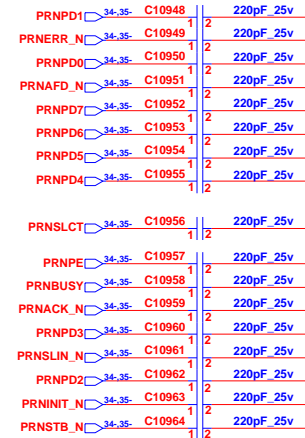 PRNPD1 34-,35- C10948 220pF_25v
1 2
PRNERR_N 34-,35- C10949 220pF_25v
1 2
PRNPD0 34-,35- C10950 220pF_25v
1 2
PRNAFD_N 34-,35- C10951 220pF_25v
1 2
PRNPD7 34-,35- C10952 220pF_25v
1 2
PRNPD6 34-,35- C10953 220pF_25v
1 2
PRNPD5 34-,35- C10954 220pF_25v
1 2
PRNPD4 34-,35- C10955 220pF_25v
1 2
PRNSLCT 34-,35- C10956 220pF_25v
1 2
PRNPE 34-,35- C10957 220pF_25v
1 2
PRNBUSY 34-,35- C10958 220pF_25v
1 2
PRNACK_N 34-,35- C10959 220pF_25v
1 2
PRNPD3 34-,35- C10960 220pF_25v
1 2
PRNSLIN_N 34-,35- C10961 220pF_25v
1 2
PRNPD2 34-,35- C10962 220pF_25v
1 2
PRNINIT_N 34-,35- C10963 220pF_25v
1 2
PRNSTB_N 34-,35- C10964 220pF_25v
1 2